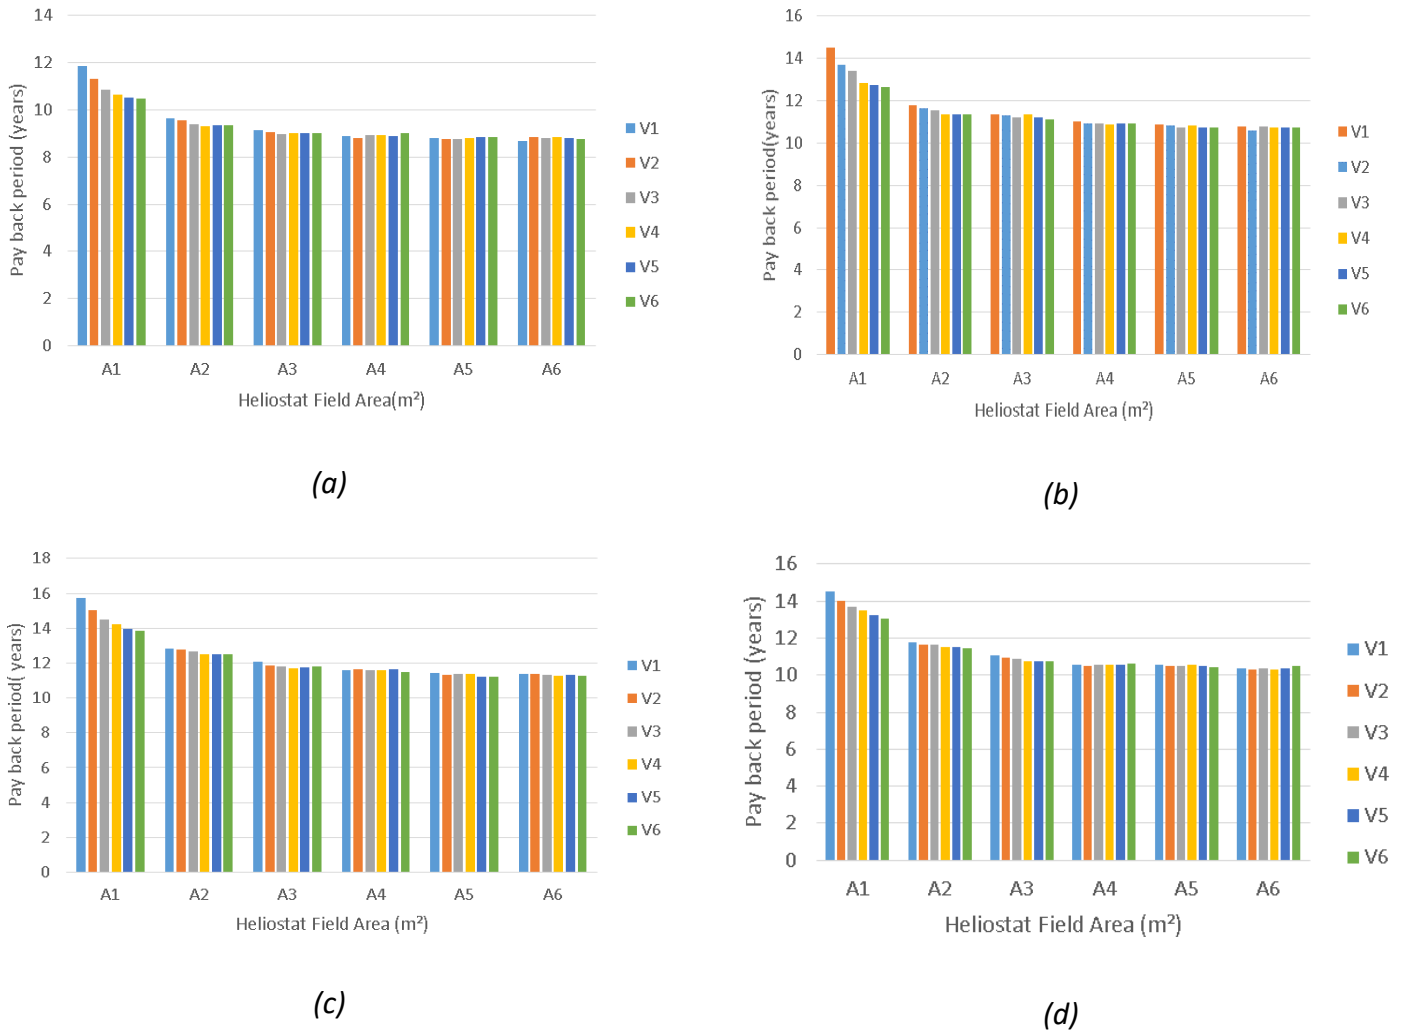 14
12
10
8
6
4
2
0
Pay back period (years)
A1 A2 A3 A4 A5 A6
Heliostat Field Area(m²)
V1
V2
V3
V4
V5
V6
(a)
16
14
12
10
8
6
4
2
0
Pay back period(years)
A1 A2 A3 A4 A5 A6
Heliostat Field Area (m²)
V1
V2
V3
V4
V5
V6
(b)
18
16
14
12
10
8
6
4
2
0
Pay back period( years)
A1 A2 A3 A4 A5 A6
Heliostat Field Area (m²)
V1
V2
V3
V4
V5
V6
(c)
16
14
12
10
8
6
4
2
0
Pay back period (years)
A1 A2 A3 A4 A5 A6
Heliostat Field Area (m²)
V1
V2
V3
V4
V5
V6
(d)